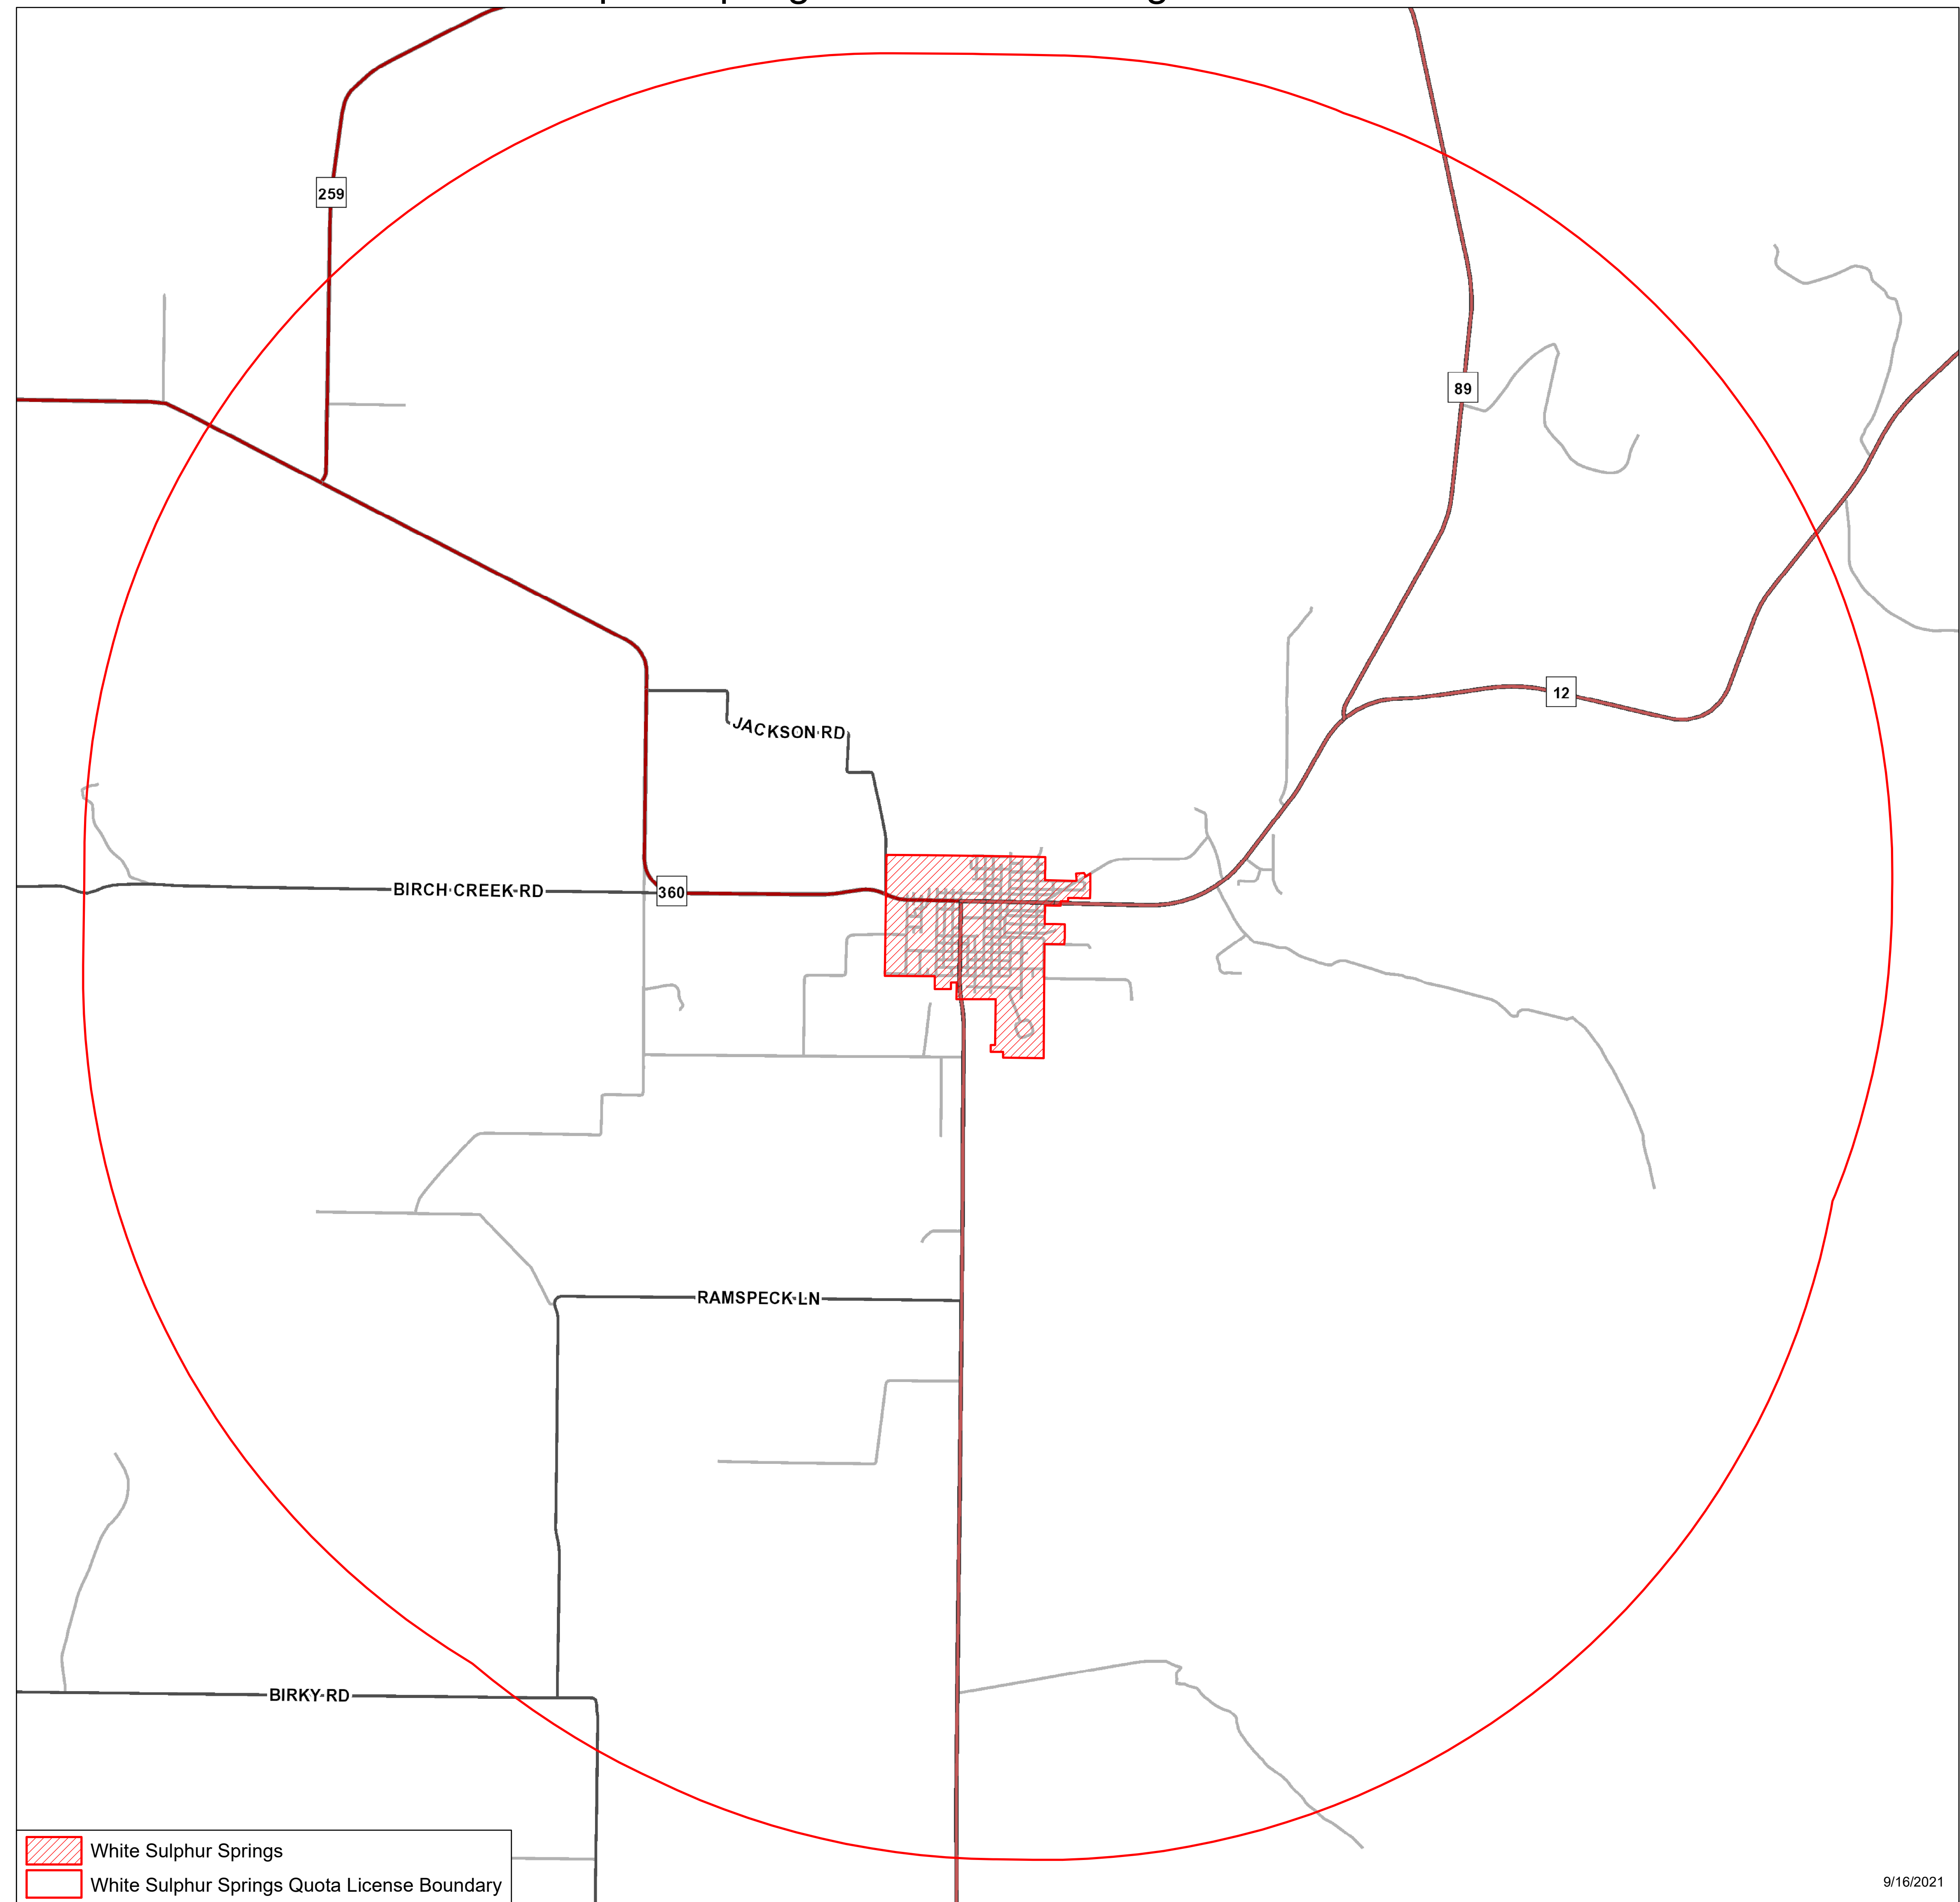 259
89
12
JACKSON RD
BIRCH CREEK RD
360
RAMSPECK LN
BIRKY RD
White Sulphur Springs
White Sulphur Springs Quota License Boundary
9/16/2021